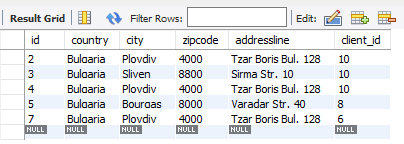 Result Grid Filter Rows: Edit:
id country city zipcode addressline client_id
2 Bulgaria Plovdiv 4000 Tzar Boris Bul. 128 10
3 Bulgaria Sliven 8800 Sirma Str. 10 10
4 Bulgaria Plovdiv 4000 Tzar Boris Bul. 128 10
5 Bulgaria Bourgas 8000 Varadar Str. 40 8
7 Bulgaria Plovdiv 4000 Tzar Boris Bul. 128 6
NULL NULL NULL NULL NULL NULL